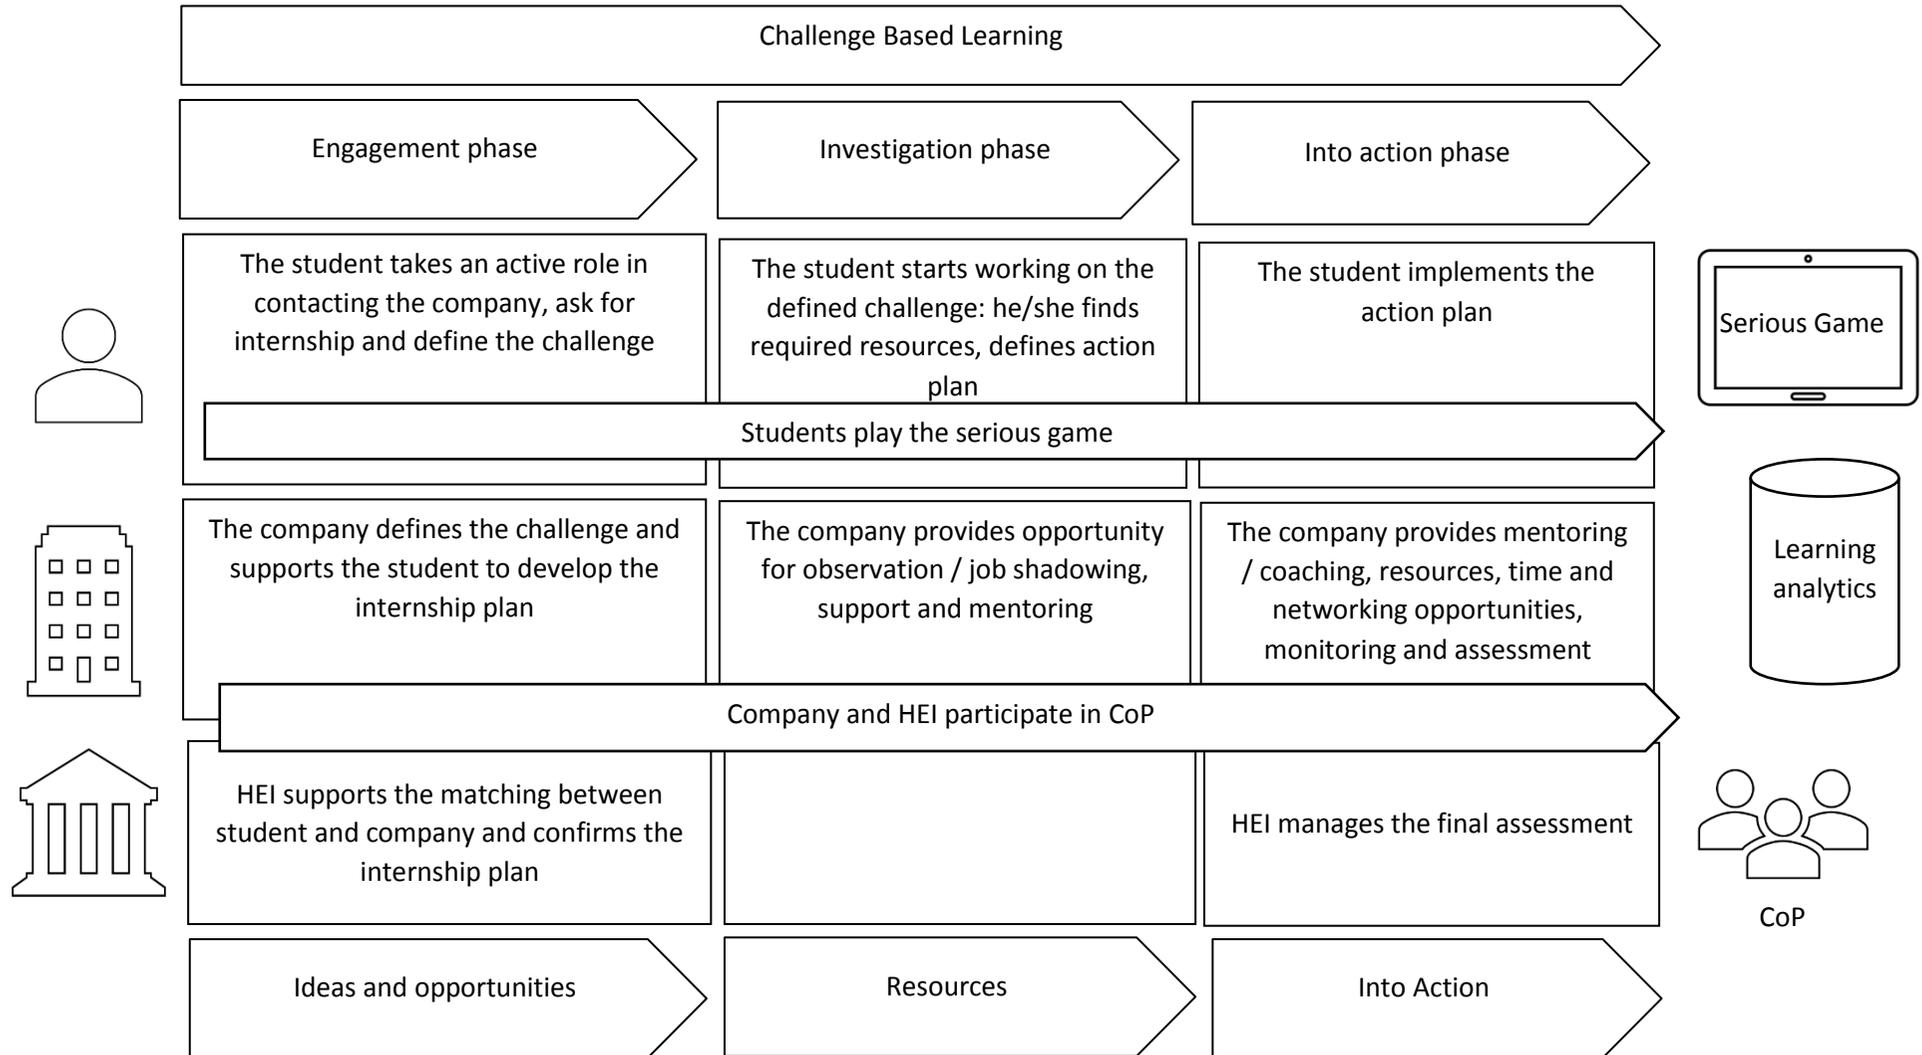 Challenge Based Learning
Engagement phase
Investigation phase
Into action phase
The student takes an active role in
contacting the company, ask for
internship and define the challenge
The student starts working on the
defined challenge: he/she finds
required resources, defines action
plan
The student implements the
action plan
Serious Game
Students play the serious game
The company defines the challenge and
supports the student to develop the
internship plan
The company provides opportunity
for observation / job shadowing,
support and mentoring
The company provides mentoring
/ coaching, resources, time and
networking opportunities,
monitoring and assessment
Learning
analytics
Company and HEI participate in CoP
HEI supports the matching between
student and company and confirms the
internship plan
HEI manages the final assessment
CoP
Ideas and opportunities
Resources
Into Action